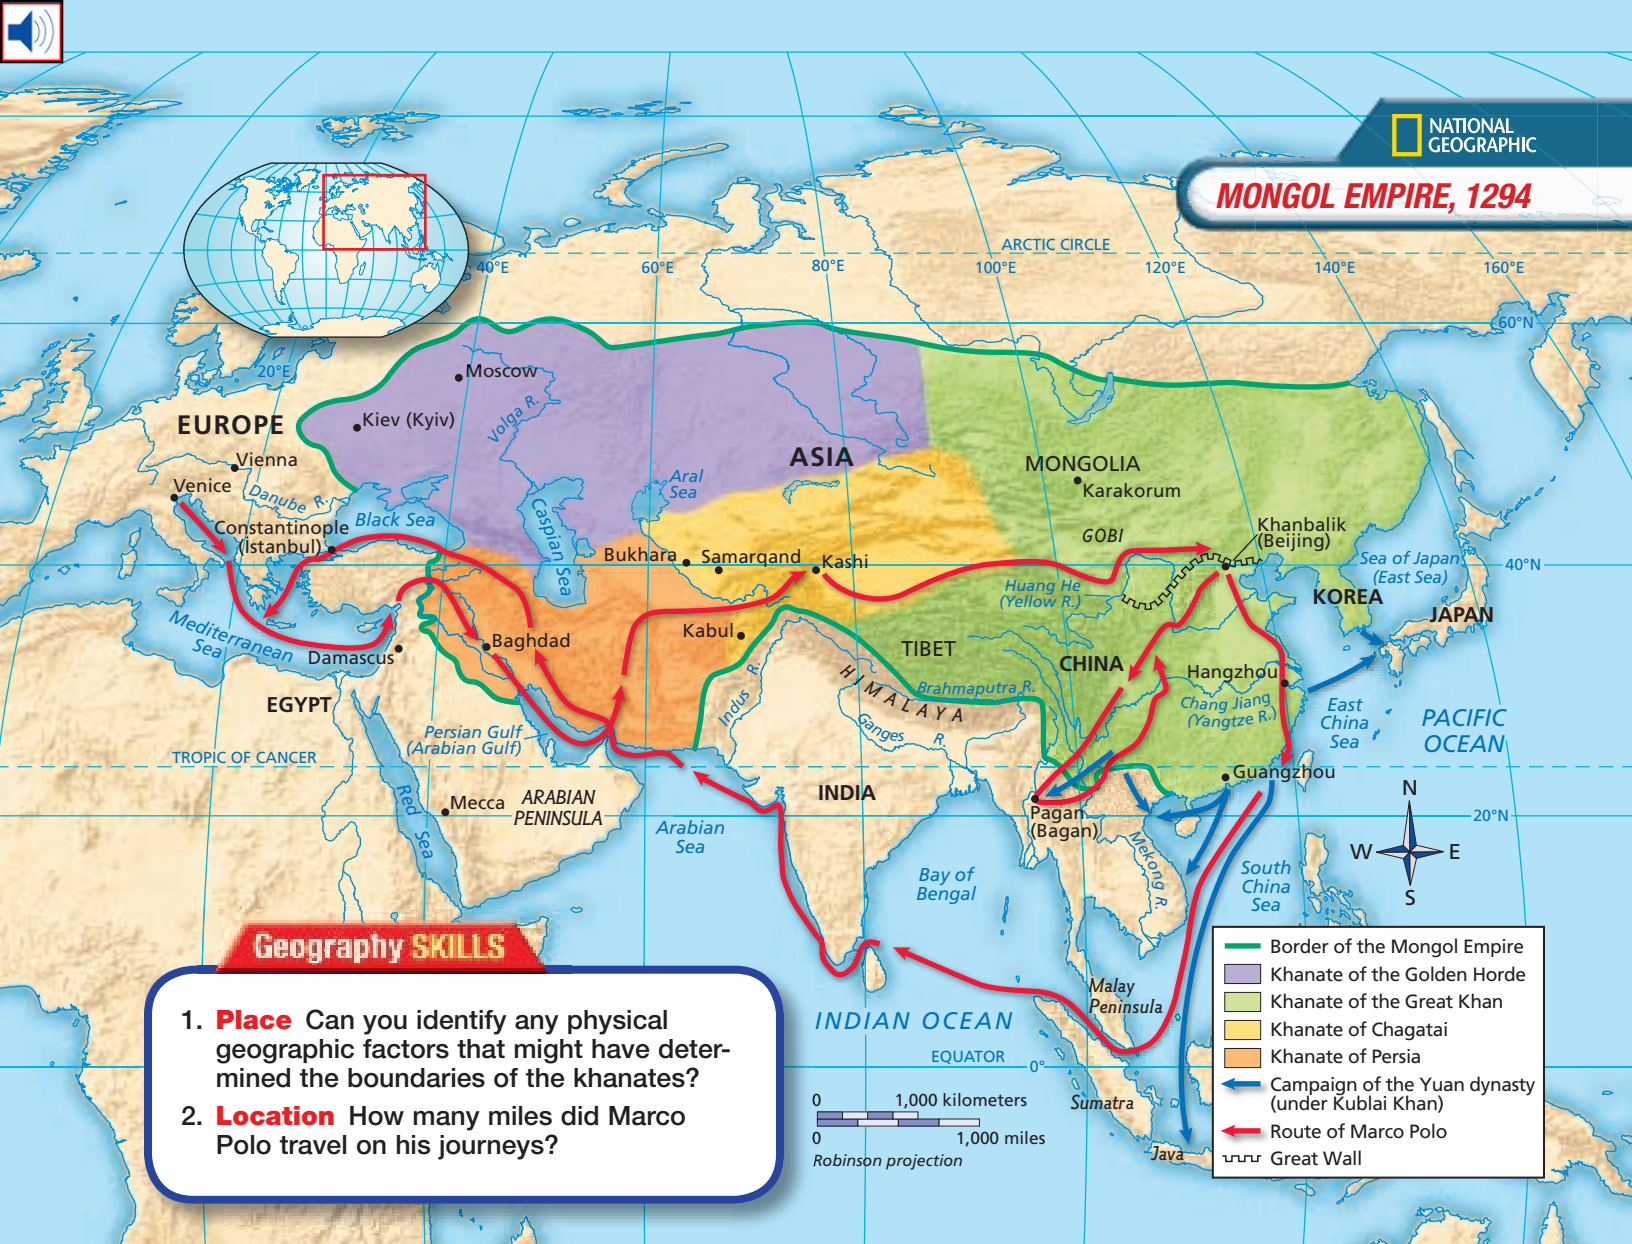 NATIONAL
GEOGRAPHIC
MONGOL EMPIRE, 1294
ARCTIC CIRCLE
40°E
60°E
80°E
100°E
120°E
140°E
160°E
60°N
20°E
Moscow
Volga R.
Kiev (Kyiv)
EUROPE
ASIA
Vienna
Venice
Danube R.
MONGOLIA
Karakorum
Aral
Sea
Constantinople
(İstanbul)
Black Sea
Caspian Sea
GOBI
Khanbalik
(Beijing)
Bukhara
Samarqand
Kashi
Sea of Japan
(East Sea)
40°N
Huang He
(Yellow R.)
KOREA
JAPAN
Mediterranean
Sea
Damascus
Baghdad
Kabul
TIBET
CHINA
Hangzhou
HIMALAYA
Brahmaputra R.
Indus R.
Chang Jiang
(Yangtze R.)
EGYPT
Persian Gulf
(Arabian Gulf)
Ganges R.
East
China
Sea
PACIFIC
OCEAN
TROPIC OF CANCER
Guangzhou
N
Red Sea
Mecca
ARABIAN
PENINSULA
INDIA
Pagan
(Bagan)
20°N
Arabian
Sea
W
E
Mekong R.
S
Bay of
Bengal
South
China
Sea
Malay
Peninsula
INDIAN OCEAN
EQUATOR
0°
Sumatra
Java
0
1,000 kilometers
0
1,000 miles
Robinson projection
Border of the Mongol Empire
Khanate of the Golden Horde
Khanate of the Great Khan
Khanate of Chagatai
Khanate of Persia
Campaign of the Yuan dynasty
(under Kublai Khan)
Route of Marco Polo
Great Wall
Geography SKILLS
1. Place Can you identify any physical
geographic factors that might have deter-
mined the boundaries of the khanates?
2. Location How many miles did Marco
Polo travel on his journeys?